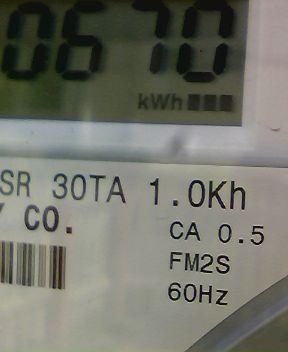 0670
kWh
SR 30TA 1.0Kh
Y CO.
CA 0.5
FM2S
60Hz